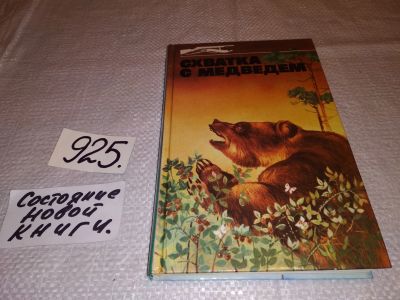 СХВАТКА
С МЕДВЕДЕМ
925.
Состояние
новой
книги.